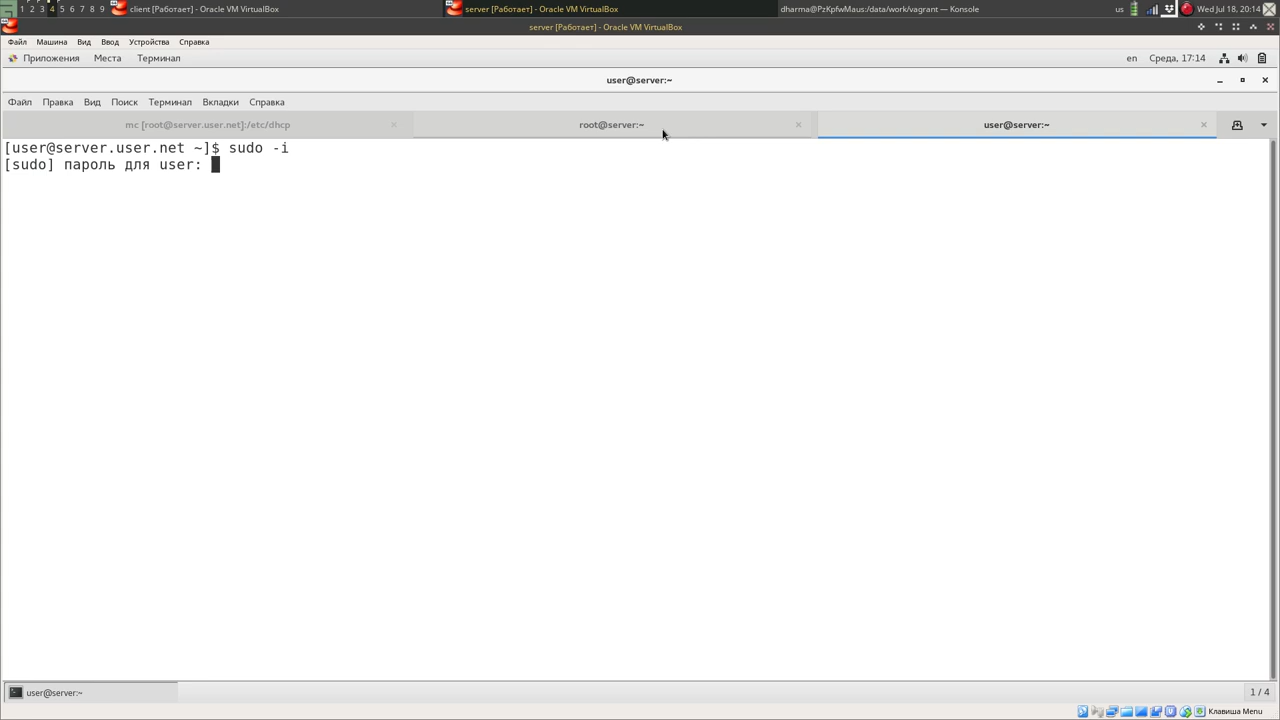 1 2 3 4 5 6 7 8 9 client [Работает] - Oracle VM VirtualBox server [Работает] - Oracle VM VirtualBox dharma@PzKpfwMaus:/data/work/vagrant — Konsole us Wed Jul 18, 20:14
server [Работает] - Oracle VM VirtualBox
Файл Машина Вид Ввод Устройства Справка
Приложения Места Терминал en Среда, 17:14
user@server:~
Файл Правка Вид Поиск Терминал Вкладки Справка
mc [root@server.user.net]:/etc/dhcp × root@server:~ × user@server:~ ×
[user@server.user.net ~]$ sudo -i
[sudo] пароль для user:
user@server:~ 1 / 4
Клавиша Menu